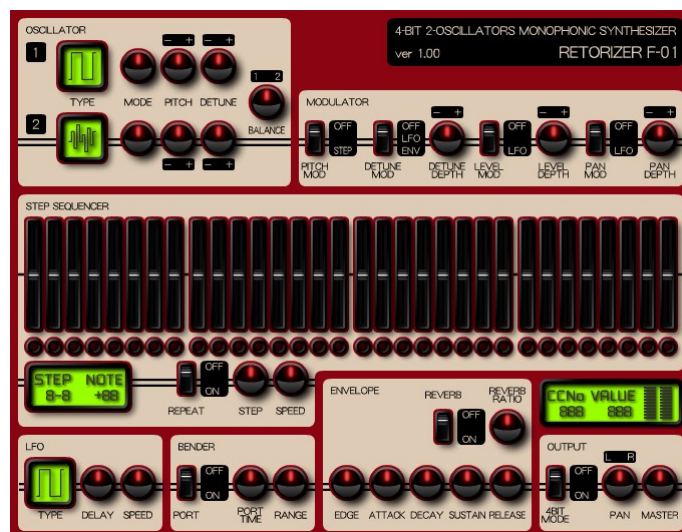 OSCILLATOR
4-BIT 2-OSCILLATORS MONOPHONIC SYNTHESIZER
ver 1.00 RETORIZER F-01
1
- + - +
TYPE MODE PITCH DETUNE
1 2
BALANCE
2
- + - +
MODULATOR
- + - + - +
OFF OFF OFF OFF
STEP LFO LFO LFO
ENV
PITCH MOD DETUNE MOD DETUNE DEPTH LEVEL MOD LEVEL DEPTH PAN MOD PAN DEPTH
STEP SEQUENCER
STEP NOTE
8-8 +88
OFF
ON
REPEAT STEP SPEED
ENVELOPE
REVERB REVERB RATIO
OFF
ON
EDGE ATTACK DECAY SUSTAIN RELEASE
CCNo VALUE
888 888
LFO
TYPE DELAY SPEED
BENDER
OFF
ON
PORT PORT TIME RANGE
OUTPUT
OFF
ON
L R
4BIT MODE PAN MASTER